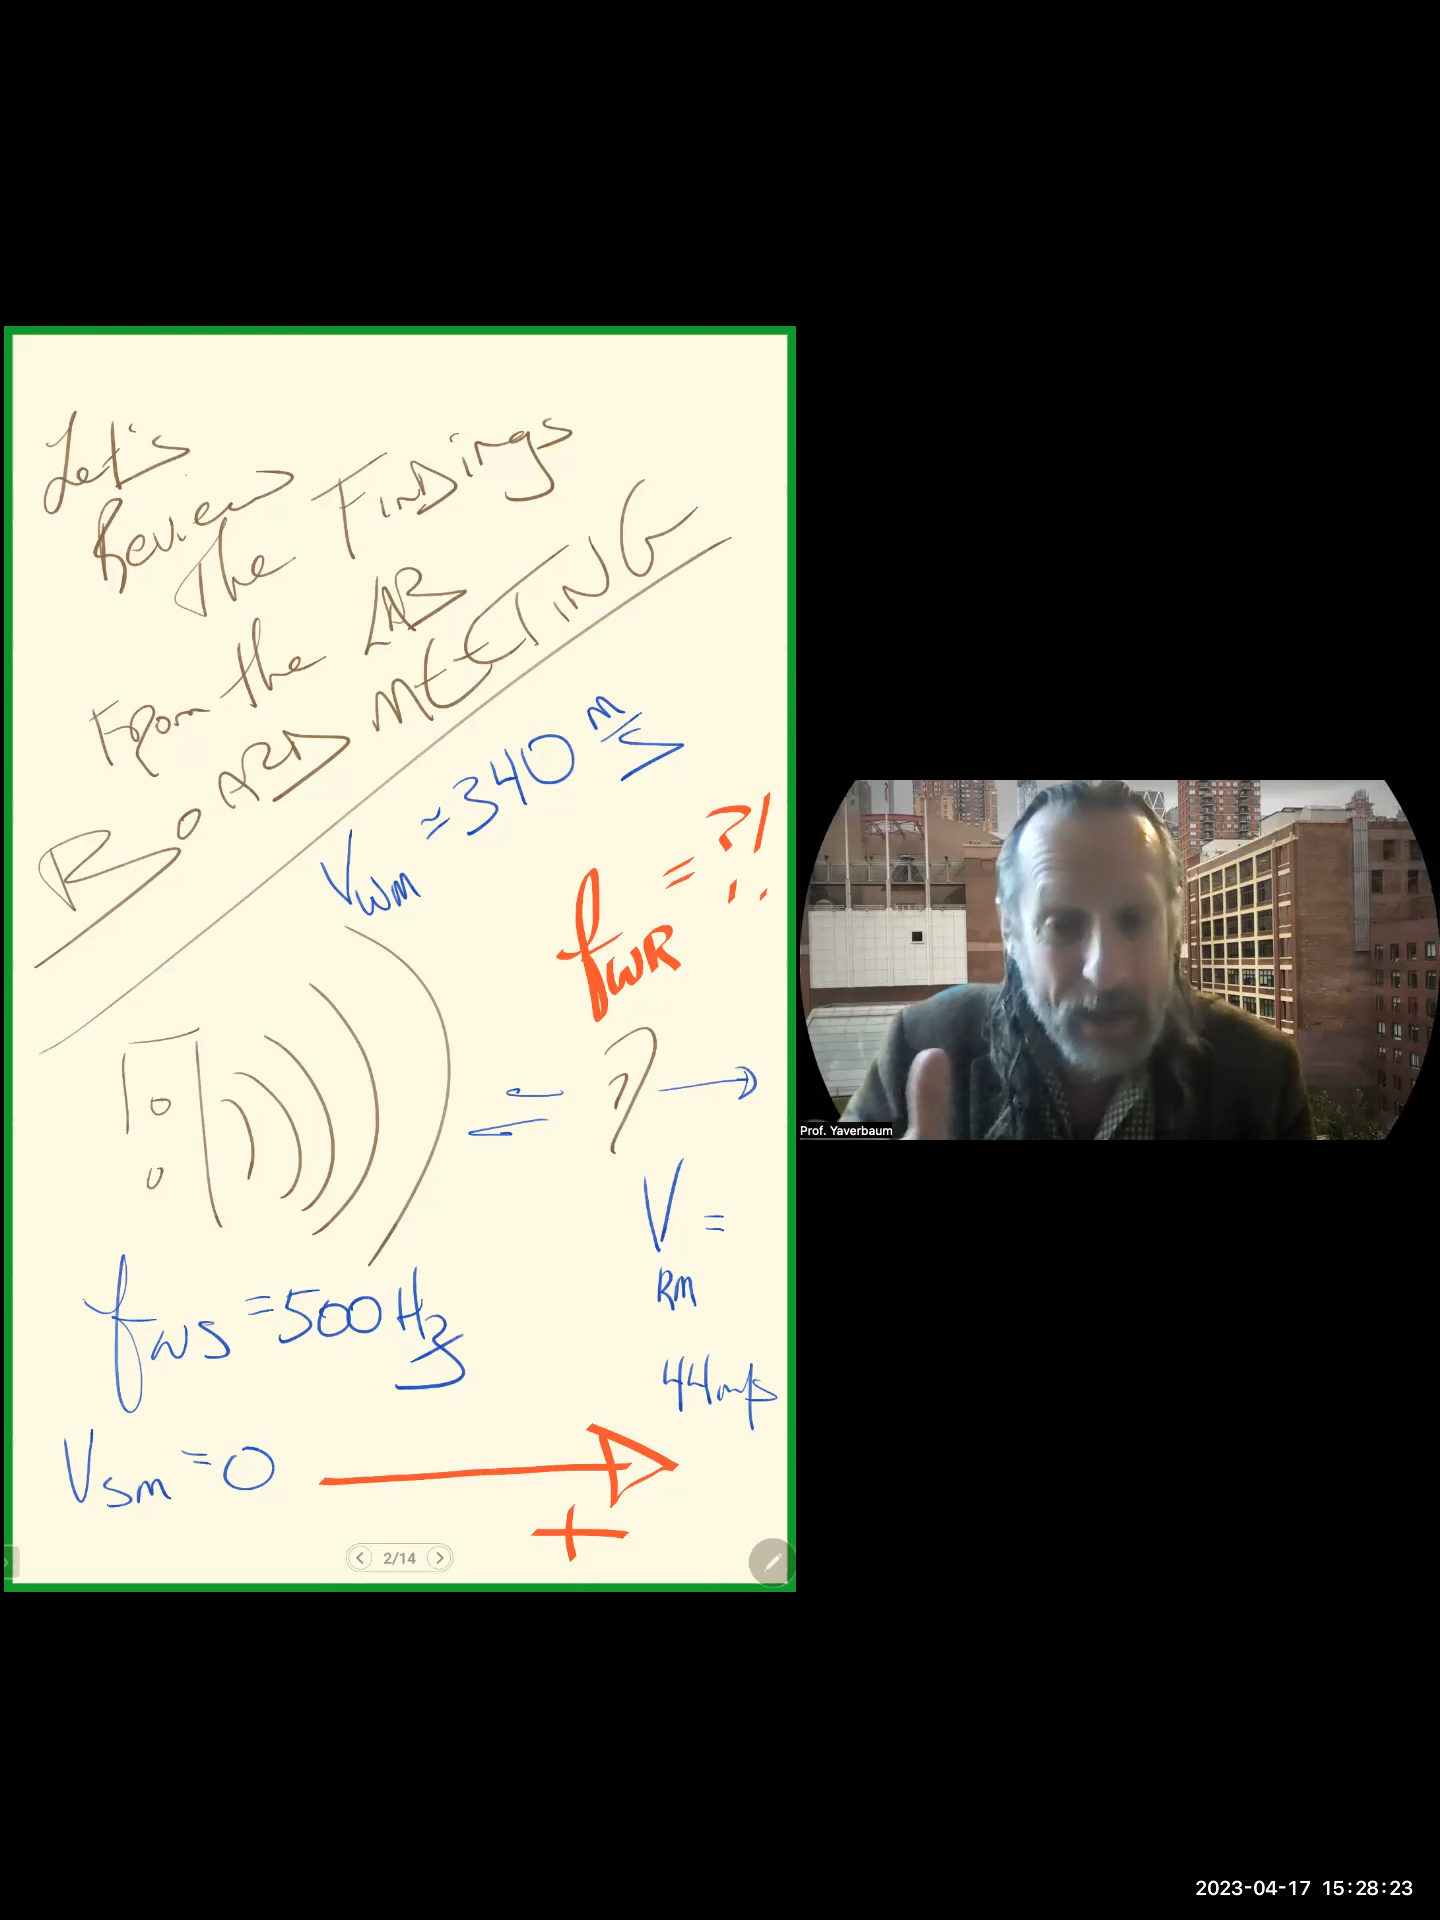 Let's
Review
The Findings
From the LAB
BOARD MEETING
VWM ≈ 340 M/S
fWR = ?!
V =
RM
44 m/s
fWS = 500 Hz
VSM = 0
+
2/14
Prof. Yaverbaum
2023-04-17 15:28:23